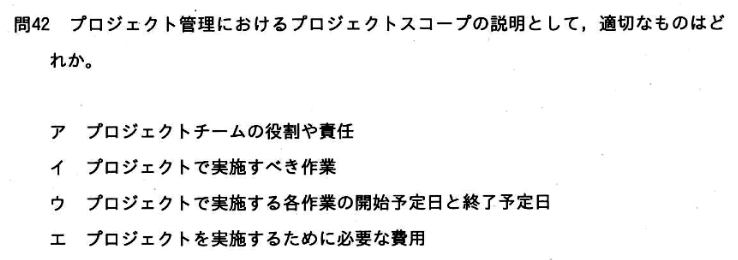 問42 プロジェクト管理におけるプロジェクトスコープの説明として，適切なものはど
れか。
ア プロジェクトチームの役割や責任
イ プロジェクトで実施すべき作業
ウ プロジェクトで実施する各作業の開始予定日と終了予定日
エ プロジェクトを実施するために必要な費用